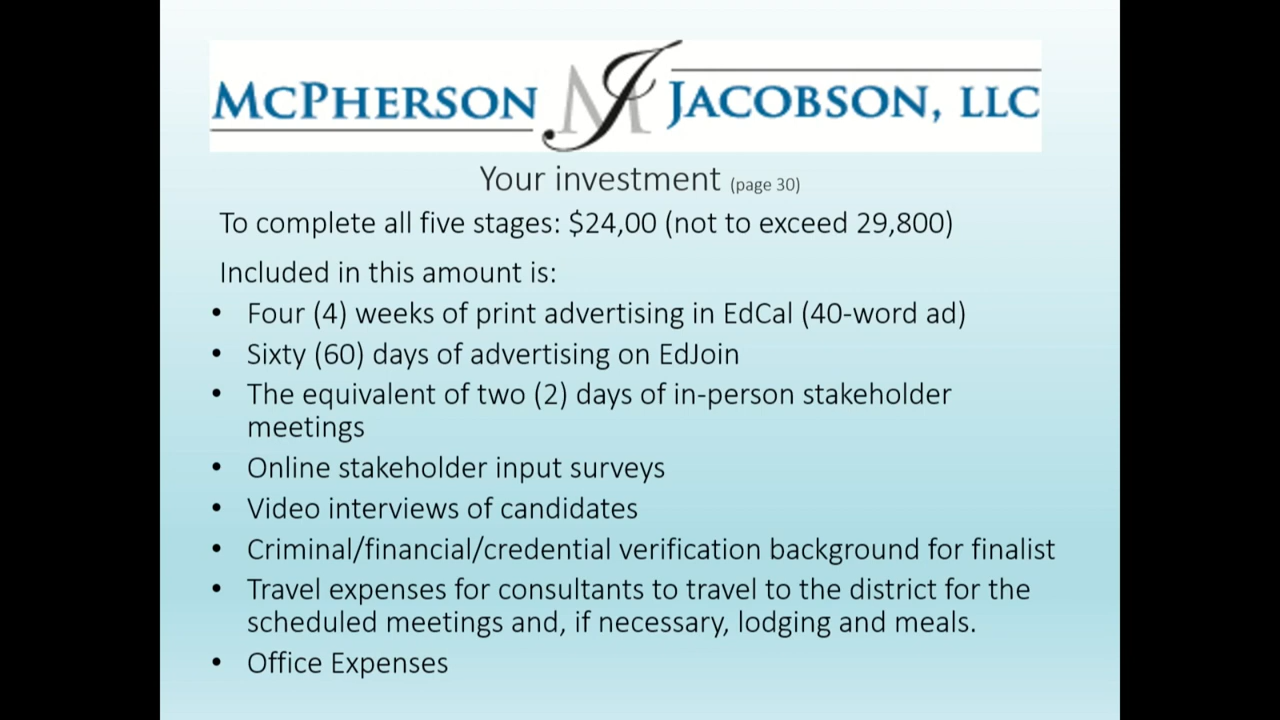 McPHERSON MJ JACOBSON, LLC
Your investment (page 30)
To complete all five stages: $24,00 (not to exceed 29,800)
Included in this amount is:
• Four (4) weeks of print advertising in EdCal (40-word ad)
• Sixty (60) days of advertising on EdJoin
• The equivalent of two (2) days of in-person stakeholder
meetings
• Online stakeholder input surveys
• Video interviews of candidates
• Criminal/financial/credential verification background for finalist
• Travel expenses for consultants to travel to the district for the
scheduled meetings and, if necessary, lodging and meals.
• Office Expenses